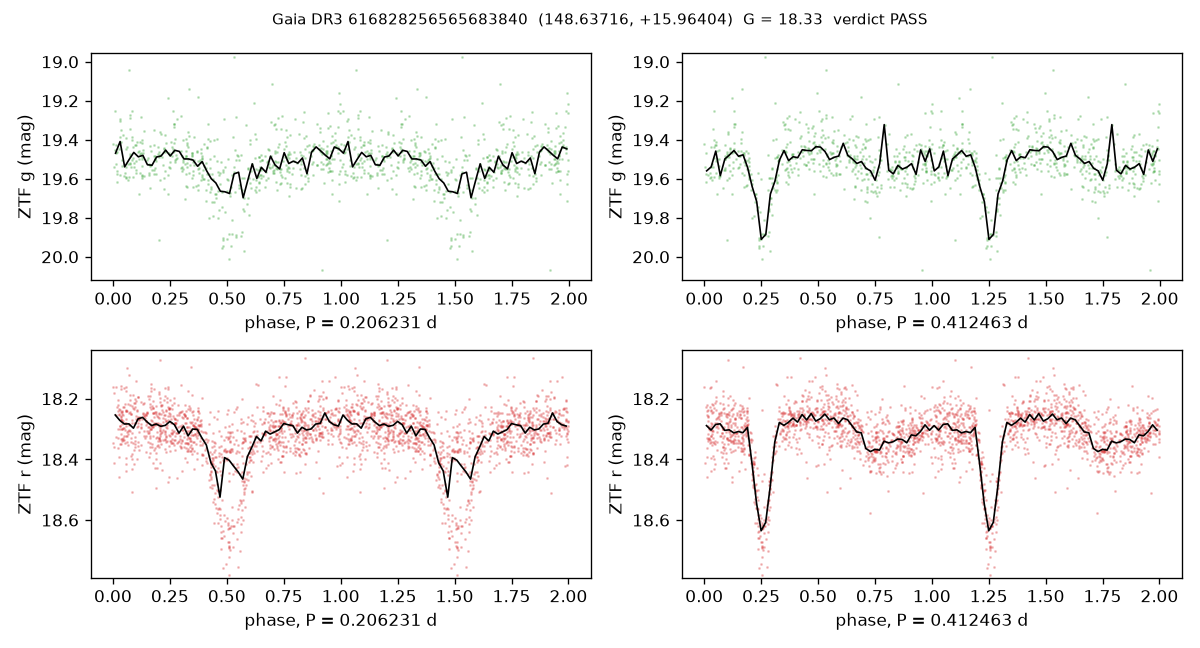 Gaia DR3 616828256565683840 (148.63716, +15.96404) G = 18.33 verdict PASS
ZTF g (mag)
19.0
19.2
19.4
19.6
19.8
20.0
0.00 0.25 0.50 0.75 1.00 1.25 1.50 1.75 2.00
phase, P = 0.206231 d
ZTF g (mag)
19.0
19.2
19.4
19.6
19.8
20.0
0.00 0.25 0.50 0.75 1.00 1.25 1.50 1.75 2.00
phase, P = 0.412463 d
ZTF r (mag)
18.2
18.4
18.6
0.00 0.25 0.50 0.75 1.00 1.25 1.50 1.75 2.00
phase, P = 0.206231 d
ZTF r (mag)
18.2
18.4
18.6
0.00 0.25 0.50 0.75 1.00 1.25 1.50 1.75 2.00
phase, P = 0.412463 d